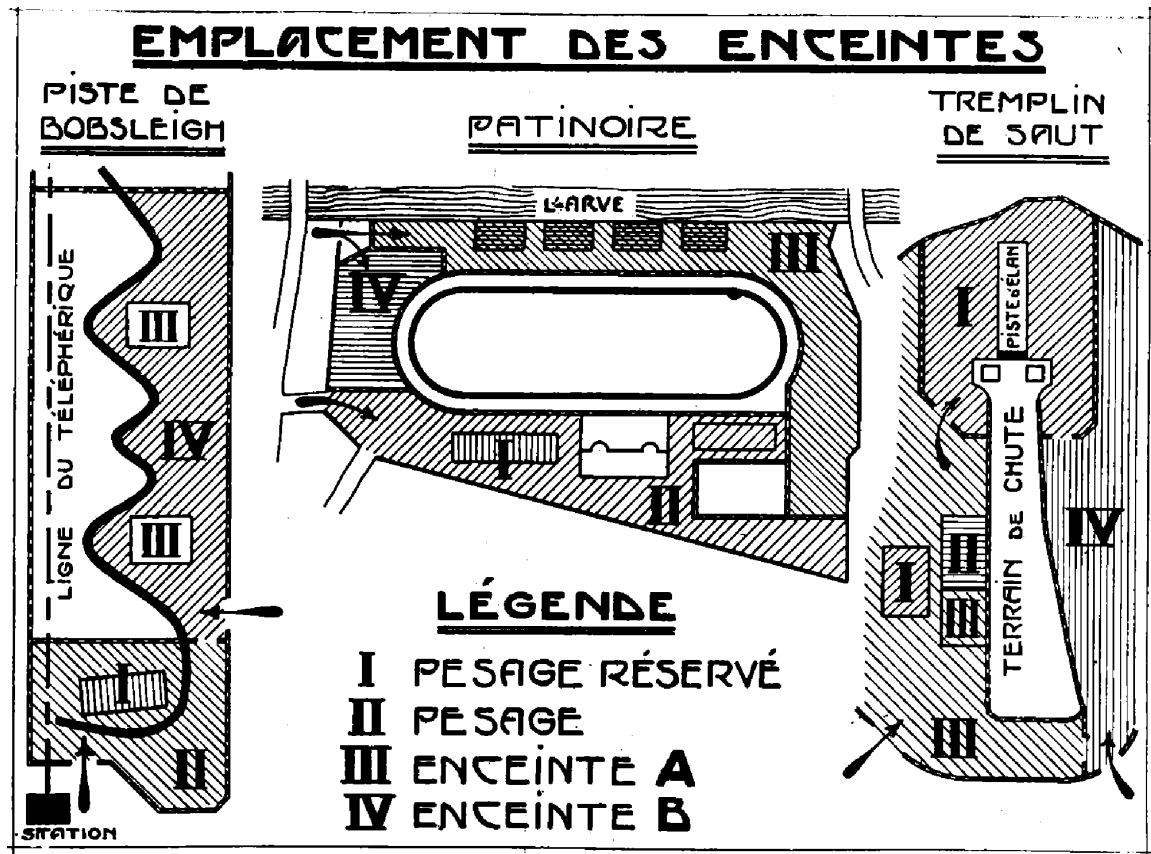 EMPLACEMENT DES ENCEINTES
PISTE DE
BOBSLEIGH
LIGNE DU TÉLÉPHÉRIQUE
III
IV
III
I
II
STATION
PATINOIRE
L'ARVE
III
IV
I
II
TREMPLIN
DE SAUT
I
PISTE D'ÉLAN
TERRAIN DE CHUTE
IV
II
I
III
III
LÉGENDE
I PESAGE RÉSERVÉ
II PESAGE
III ENCEINTE A
IV ENCEINTE B